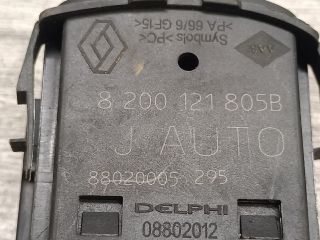 Symbols >PC<
>PA 66/6 GF15<
8 200 121 805B
J AUTO
88020005 295
DELPHI
08802012